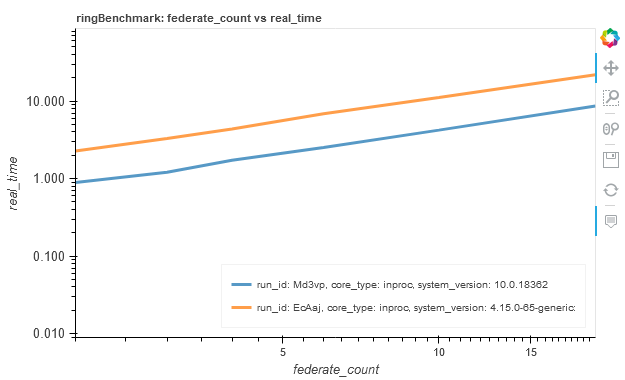 ringBenchmark: federate_count vs real_time
10.000
1.000
0.100
0.010
real_time
run_id: Md3vp, core_type: inproc, system_version: 10.0.18362
run_id: EcAaj, core_type: inproc, system_version: 4.15.0-65-generic:
5
10
15
federate_count